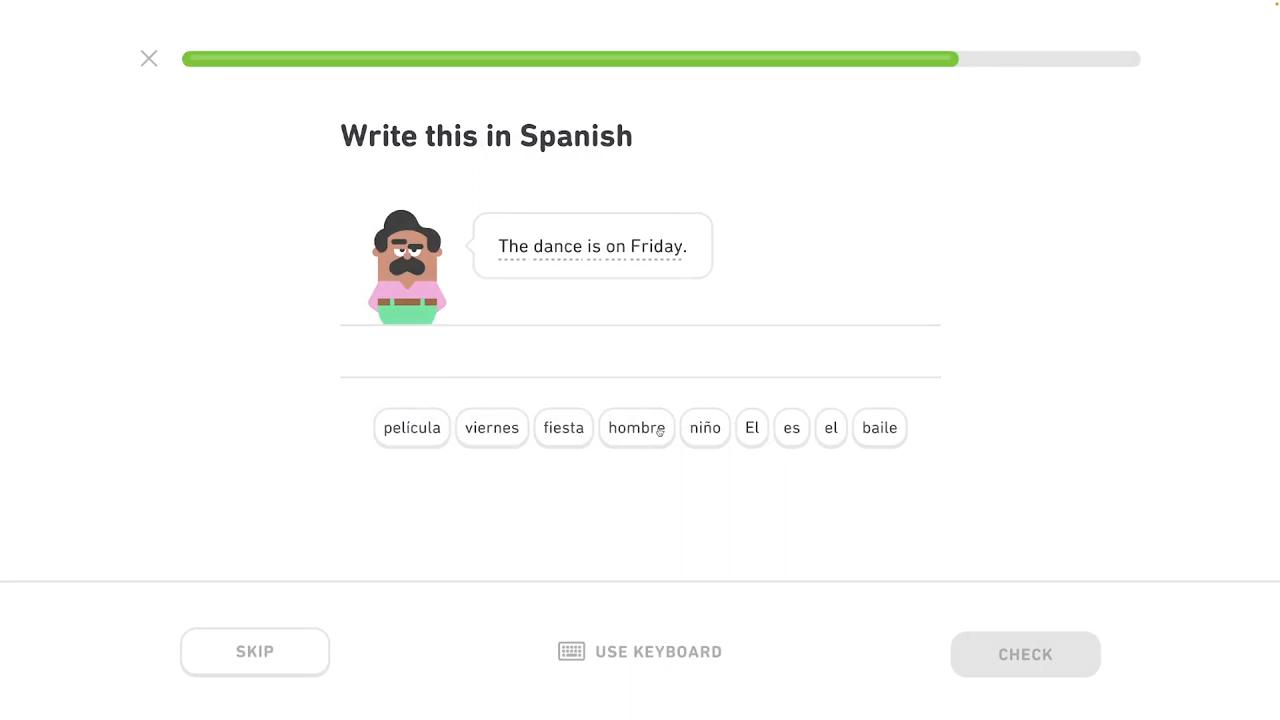 Write this in Spanish
The dance is on Friday.
película viernes fiesta hombre niño El es el baile
SKIP USE KEYBOARD CHECK